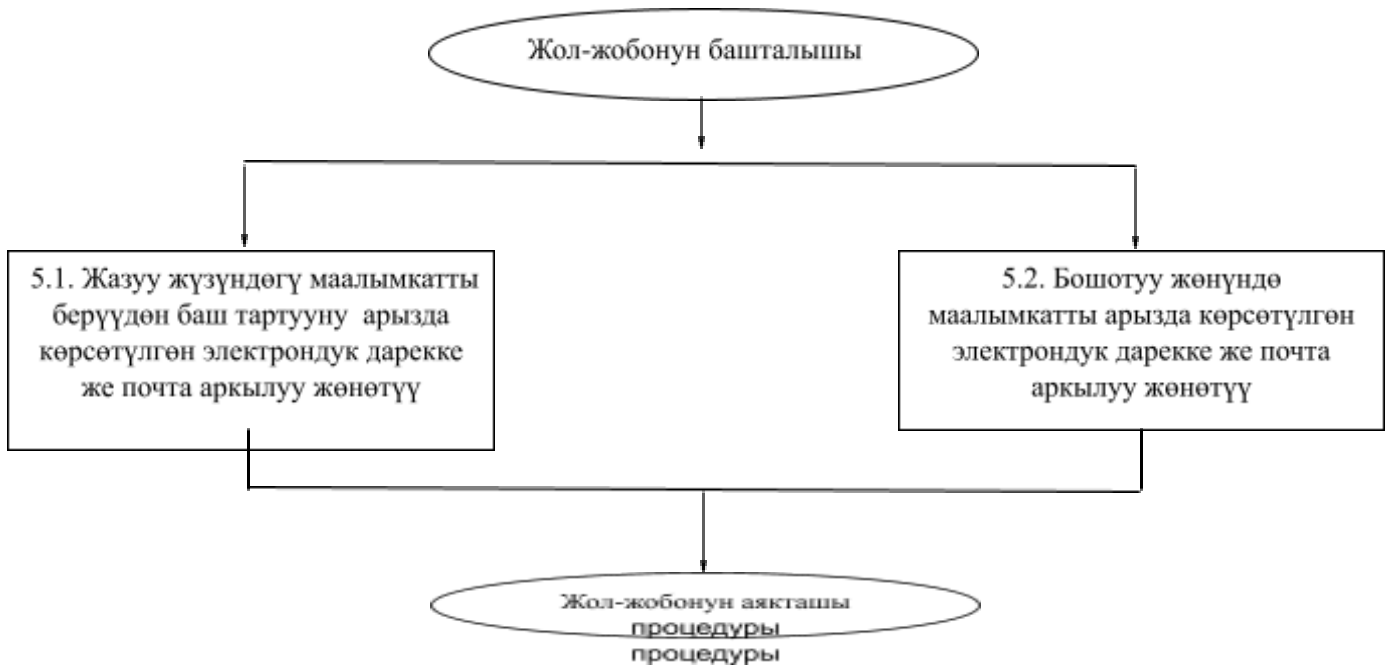 Жол-жобонун башталышы
5.1. Жазуу жүзүндөгү маалымкатты
берүүдөн баш тартууну арызда
көрсөтүлгөн электрондук дарекке
же почта аркылуу жөнөтүү
5.2. Бошотуу жөнүндө
маалымкатты арызда көрсөтүлгөн
электрондук дарекке же почта
аркылуу жөнөтүү
Жол-жобонун аякташы
процедуры
процедуры